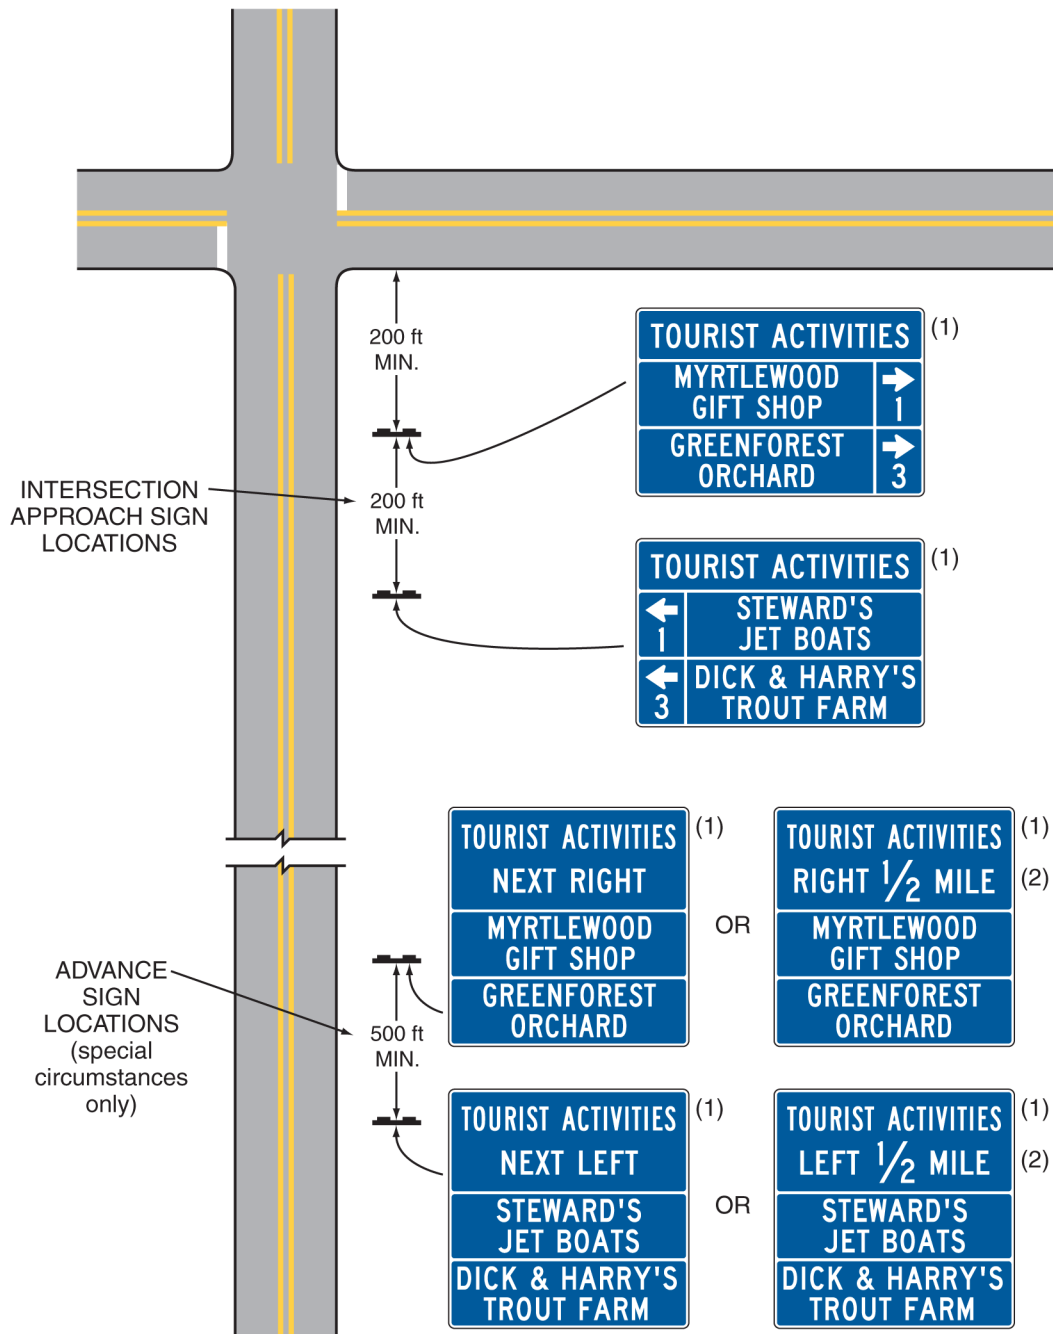 200 ft
MIN.
TOURIST ACTIVITIES (1)
MYRTLEWOOD
GIFT SHOP
1
GREENFOREST
ORCHARD
3
INTERSECTION
APPROACH SIGN
LOCATIONS
200 ft
MIN.
TOURIST ACTIVITIES (1)
1
STEWARD'S
JET BOATS
3
DICK & HARRY'S
TROUT FARM
TOURIST ACTIVITIES (1)
NEXT RIGHT
MYRTLEWOOD
GIFT SHOP
GREENFOREST
ORCHARD
OR
TOURIST ACTIVITIES (1)
RIGHT 1/2 MILE (2)
MYRTLEWOOD
GIFT SHOP
GREENFOREST
ORCHARD
ADVANCE
SIGN
LOCATIONS
(special
circumstances
only)
500 ft
MIN.
TOURIST ACTIVITIES (1)
NEXT LEFT
STEWARD'S
JET BOATS
DICK & HARRY'S
TROUT FARM
OR
TOURIST ACTIVITIES (1)
LEFT 1/2 MILE (2)
STEWARD'S
JET BOATS
DICK & HARRY'S
TROUT FARM